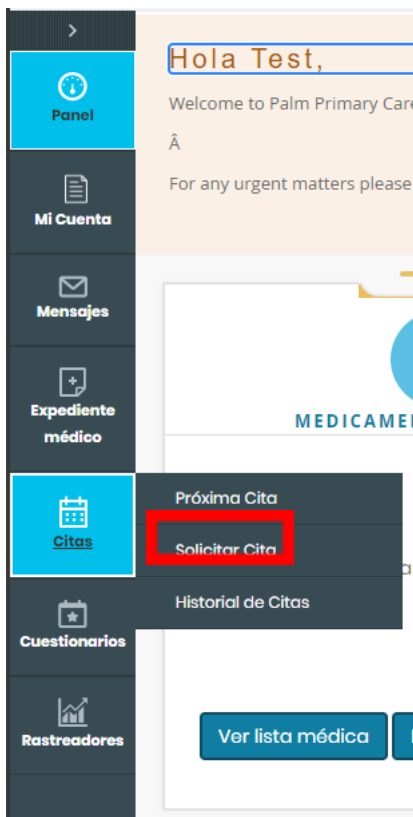 Hola Test,
Welcome to Palm Primary Car
Â
For any urgent matters please
Panel
Mi Cuenta
Mensajes
Expediente
médico
Citas
Cuestionarios
Rastreadores
MEDICAME
Próxima Cita
Solicitar Cita
Historial de Citas
Ver lista médica